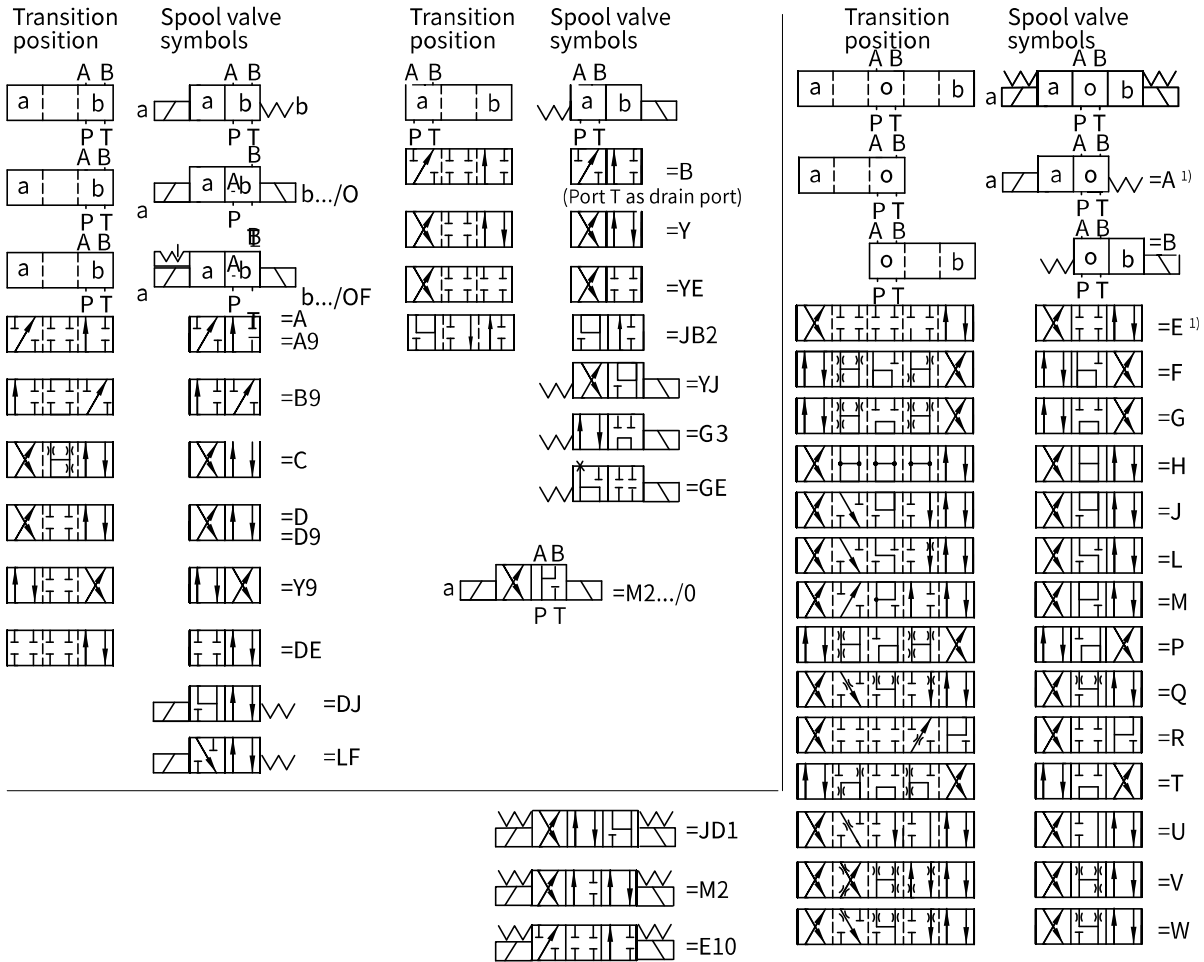 Transition position
Spool valve symbols
A B
a b
P T
A B
a a b b
P T
A B
a b
P T
B
a a A b b.../O
P
A B
a b
P T
B
a a A b b.../OF
P
T
=A
=A9
=B9
=C
=D
=D9
=Y9
=DE
=DJ
=LF
Transition position
Spool valve symbols
A B
a b
P T
A B
a b
P T
=B
(Port T as drain port)
=Y
=YE
=JB2
=YJ
=G3
x
=GE
A B
a =M2.../0
P T
=JD1
=M2
=E10
Transition position
Spool valve symbols
A B
a o b
P T
A B
a a o b
P T
A B
a o
P T
A B
a a o =A 1)
P T
A B
o b
P T
A B
o b =B
P T
=E 1)
=F
=G
=H
=J
=L
=M
=P
=Q
=R
=T
=U
=V
=W